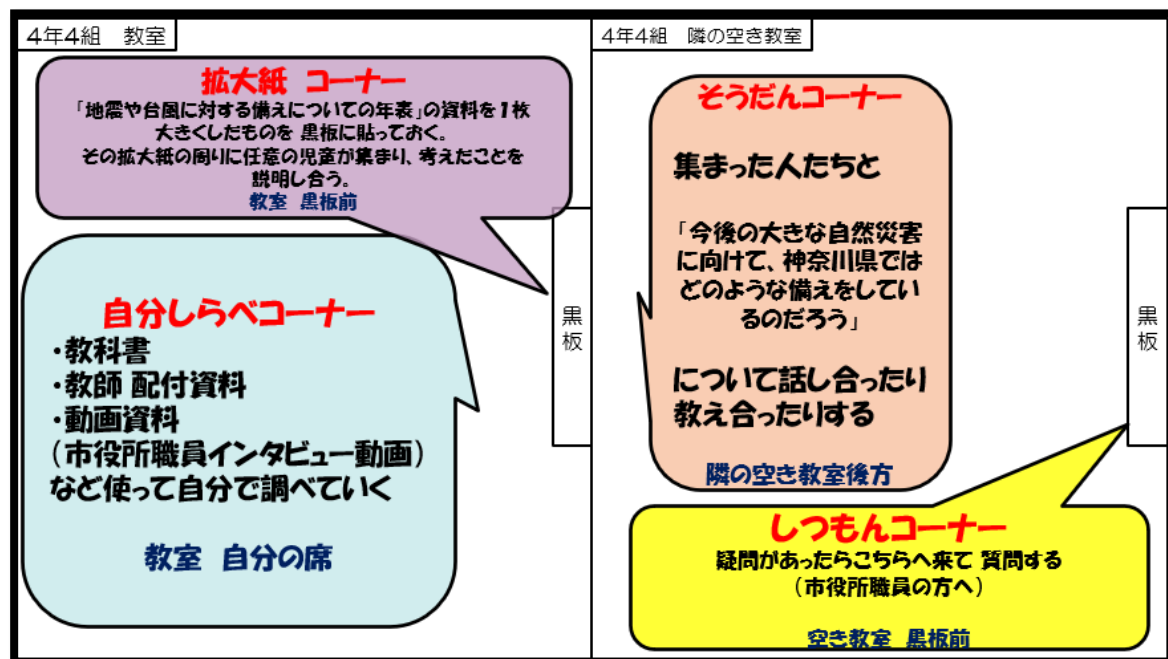 4年4組　教室
拡大紙　コーナー
「地震や台風に対する備えについての年表」の資料を１枚
大きくしだものを 黒板に貼っておく。
その拡大紙の周りに任意の児童が集まり、考えだことを
説明し合う。
教室　黒板前
黒板
自分しらべコーナー
・教科書
・教師 配付資料
・動画資料
（市役所職員インタビュー動画）
など使って自分で調べていく
教室　自分の席
4年4組　隣の空き教室
そうだんコーナー
集まった人たちと
「今後の大きな自然災害
に向けて、神奈川県では
どのような備えをしてい
るのだろう」
について話し合ったり
教え合ったりする
隣の空き教室後方
黒板
しつもんコーナー
疑問があったらこちらへ来て 質問する
（市役所職員の方へ）
空き教室　黒板前